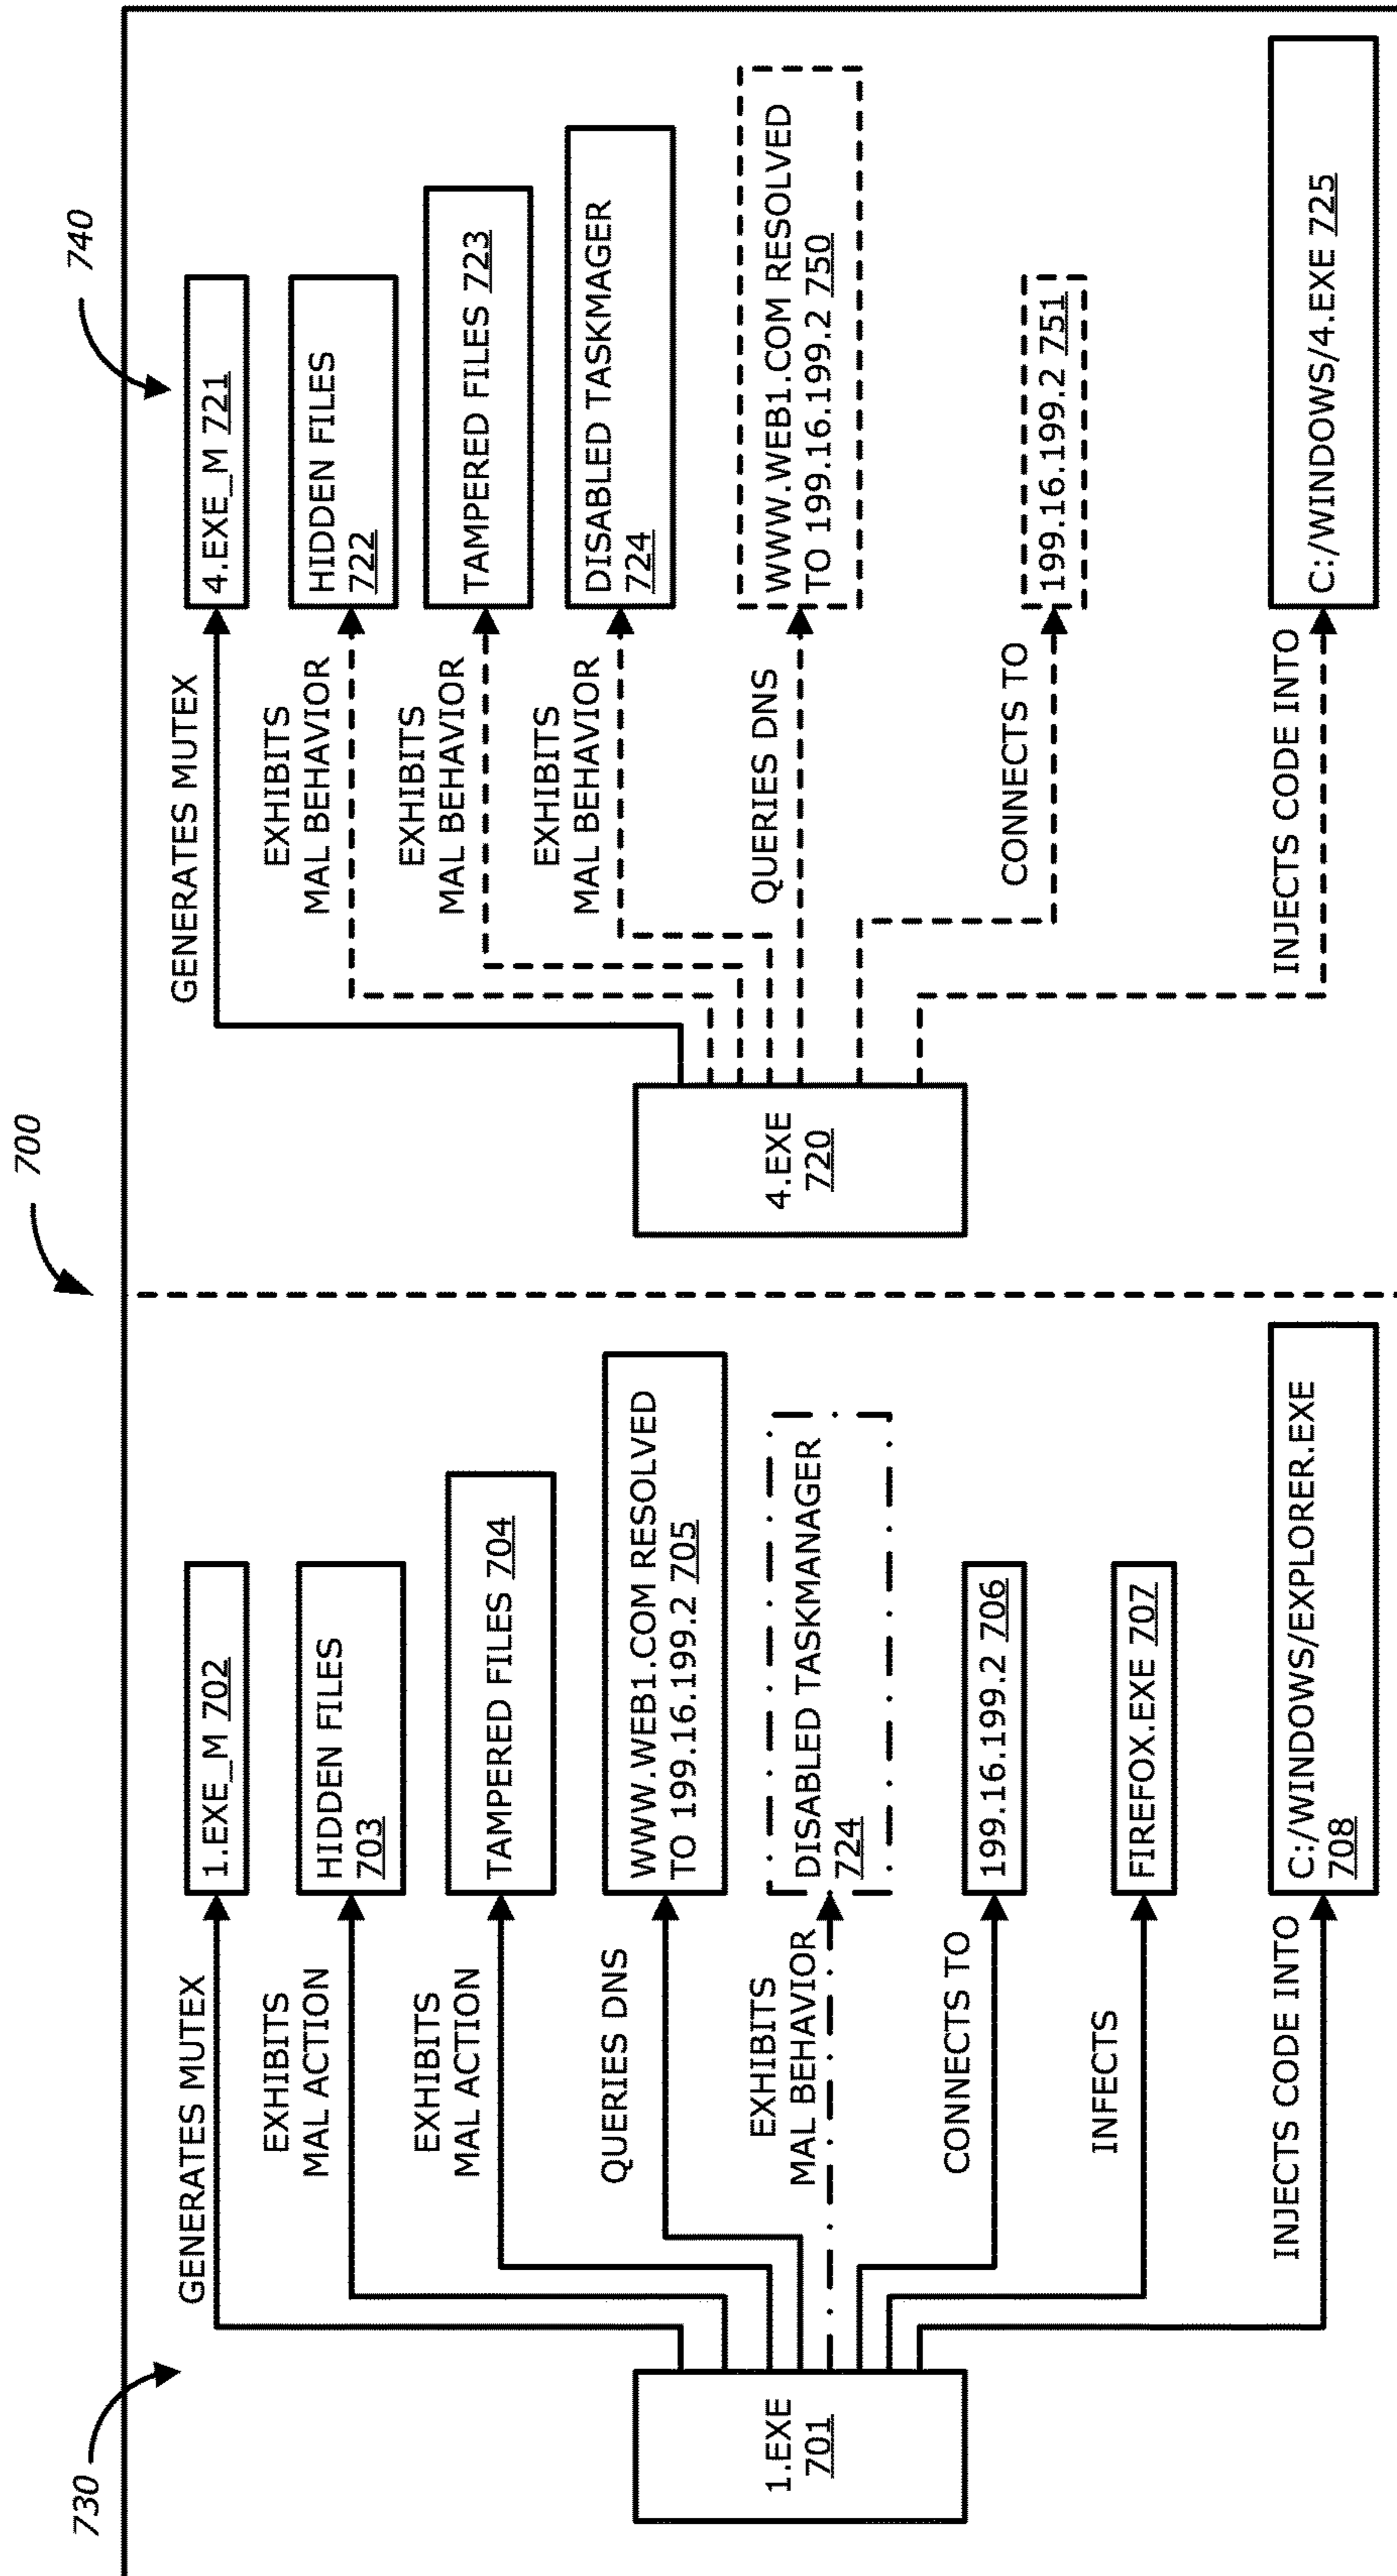 700
730
1.EXE
701
GENERATES MUTEX
1.EXE_M 702
EXHIBITS
MAL ACTION
HIDDEN FILES
703
EXHIBITS
MAL ACTION
TAMPERED FILES 704
QUERIES DNS
WWW.WEB1.COM RESOLVED
TO 199.16.199.2 705
EXHIBITS
MAL BEHAVIOR
DISABLED TASKMANAGER
724
CONNECTS TO
199.16.199.2 706
INFECTS
FIREFOX.EXE 707
INJECTS CODE INTO
C:/WINDOWS/EXPLORER.EXE
708
740
4.EXE
720
GENERATES MUTEX
4.EXE_M 721
EXHIBITS
MAL BEHAVIOR
HIDDEN FILES
722
EXHIBITS
MAL BEHAVIOR
TAMPERED FILES 723
EXHIBITS
MAL BEHAVIOR
DISABLED TASKMAGER
724
QUERIES DNS
WWW.WEB1.COM RESOLVED
TO 199.16.199.2 750
CONNECTS TO
199.16.199.2 751
INJECTS CODE INTO
C:/WINDOWS/4.EXE 725